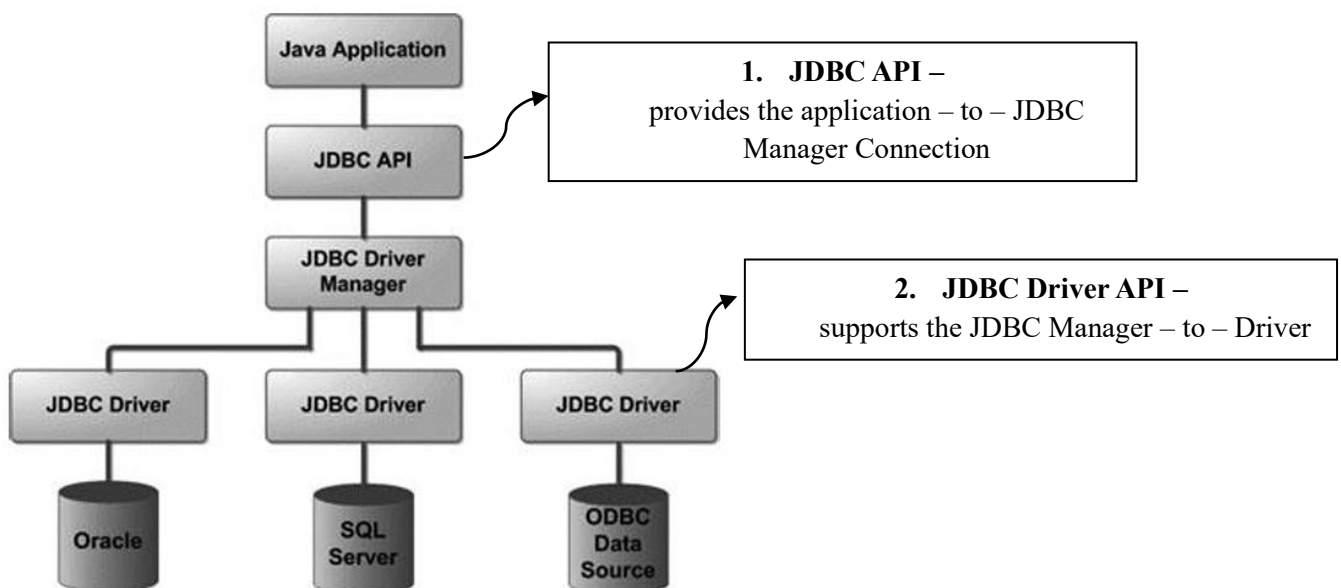 Java Application
1. JDBC API –
provides the application – to – JDBC
Manager Connection
JDBC API
JDBC Driver
Manager
2. JDBC Driver API –
supports the JDBC Manager – to – Driver
JDBC Driver
JDBC Driver
JDBC Driver
Oracle
SQL
Server
ODBC
Data
Source